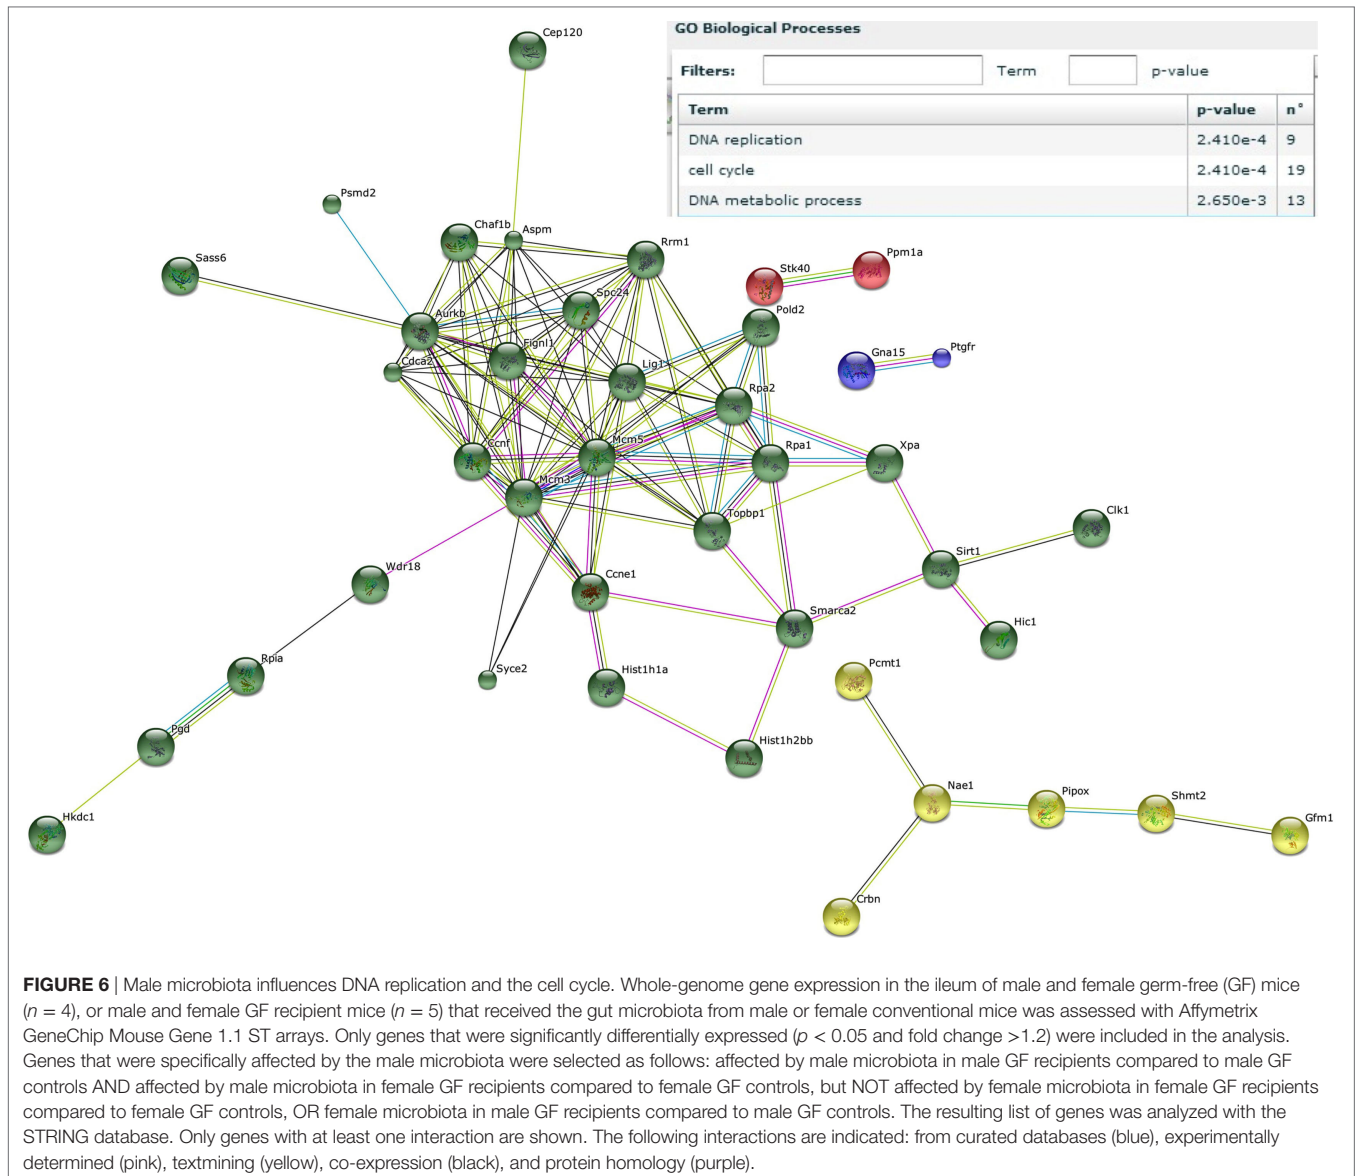 Cep120
GO Biological Processes
Filters: Term p-value
Term p-value n°
DNA replication 2.410e-4 9
cell cycle 2.410e-4 19
DNA metabolic process 2.650e-3 13
Psmd2
Chaf1b
Aspm
Rrm1
Sass6
Stk40
Ppm1a
Spc24
Aurkb
Pold2
Fignl1
Cdca2
Lig1
Gna15
Ptgfr
Rpa2
Ccnf
Mcm5
Rpa1
Xpa
Mcm3
Topbp1
Clk1
Wdr18
Ccne1
Sirt1
Smarca2
Hic1
Rpia
Syce2
Hist1h1a
Pcmt1
Pgd
Hist1h2bb
Nae1
Pipox
Shmt2
Gfm1
Hkdc1
Crbn
FIGURE 6 | Male microbiota influences DNA replication and the cell cycle. Whole-genome gene expression in the ileum of male and female germ-free (GF) mice
(n = 4), or male and female GF recipient mice (n = 5) that received the gut microbiota from male or female conventional mice was assessed with Affymetrix
GeneChip Mouse Gene 1.1 ST arrays. Only genes that were significantly differentially expressed (p < 0.05 and fold change >1.2) were included in the analysis.
Genes that were specifically affected by the male microbiota were selected as follows: affected by male microbiota in male GF recipients compared to male GF
controls AND affected by male microbiota in female GF recipients compared to female GF controls, but NOT affected by female microbiota in female GF recipients
compared to female GF controls, OR female microbiota in male GF recipients compared to male GF controls. The resulting list of genes was analyzed with the
STRING database. Only genes with at least one interaction are shown. The following interactions are indicated: from curated databases (blue), experimentally
determined (pink), textmining (yellow), co-expression (black), and protein homology (purple).